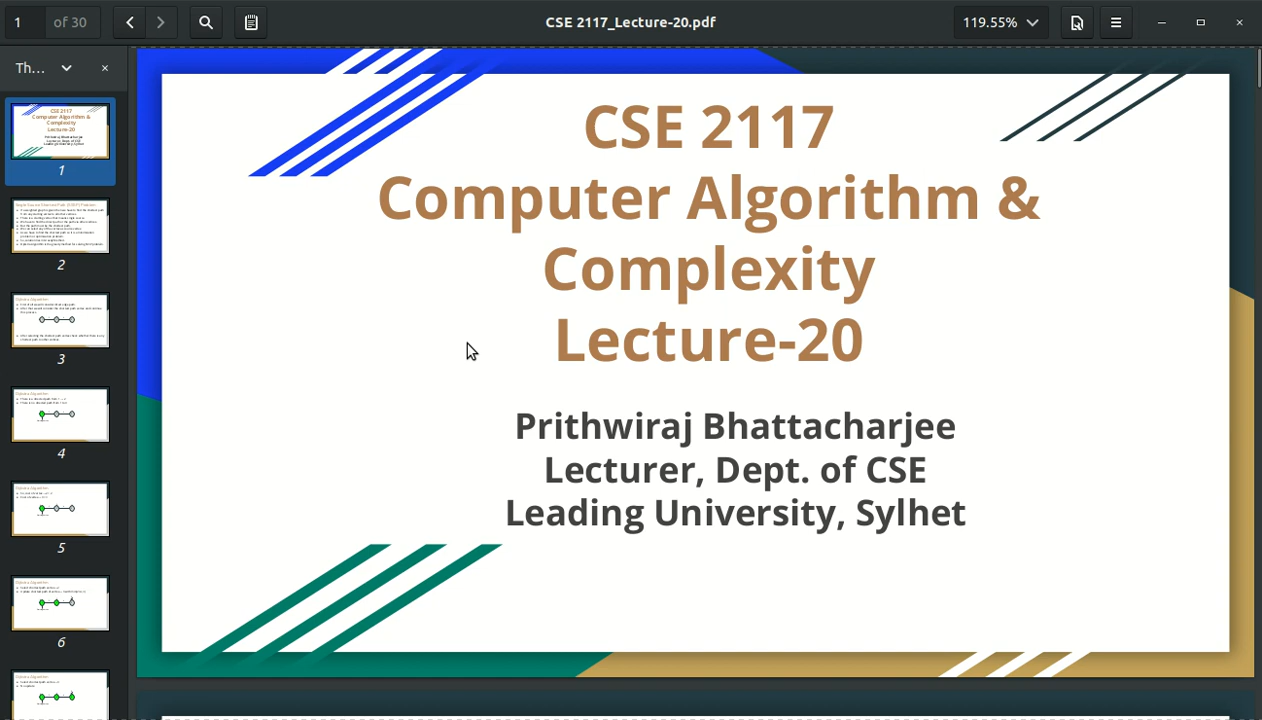 1 of 30
CSE 2117_Lecture-20.pdf
119.55%
Th...
1
2
3
4
5
6
CSE 2117
Computer Algorithm &
Complexity
Lecture-20
Prithwiraj Bhattacharjee
Lecturer, Dept. of CSE
Leading University, Sylhet